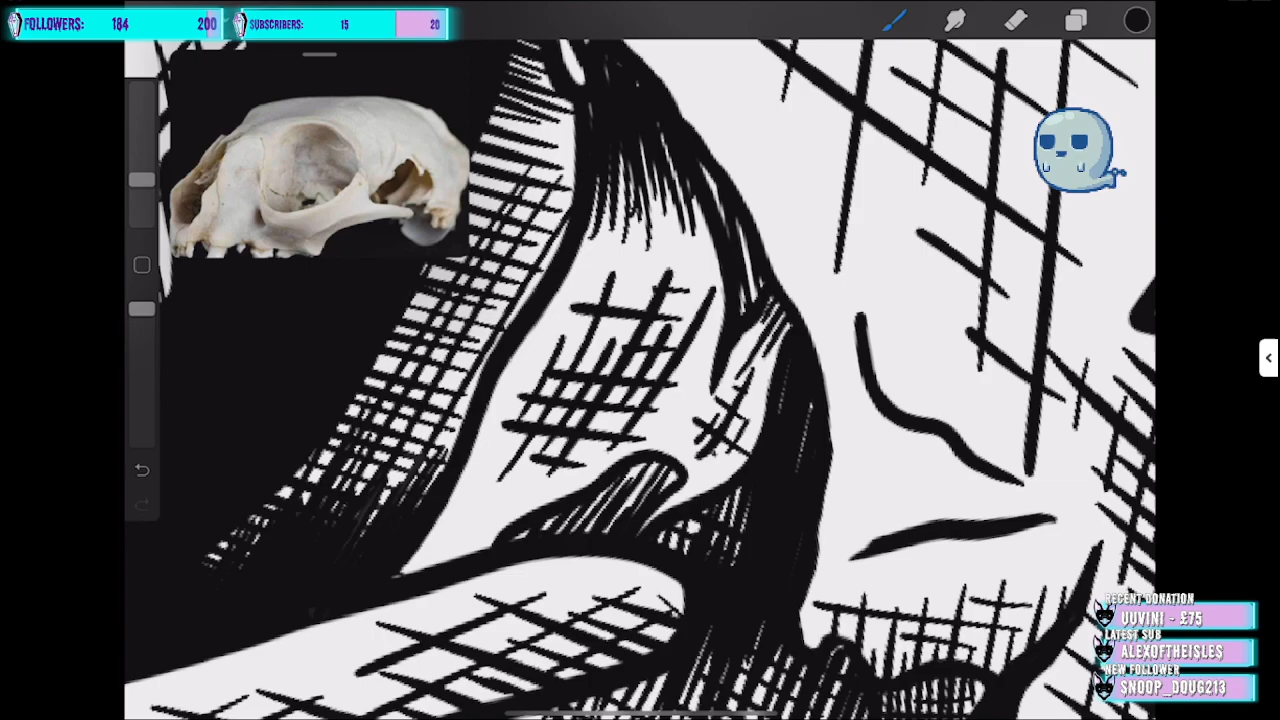 FOLLOWERS: 184 200
SUBSCRIBERS: 15 20
RECENT DONATION
UUVINI - £75
LATEST SUB
ALEXOFTHEISLES
NEW FOLLOWER
SNOOP_DOUG213